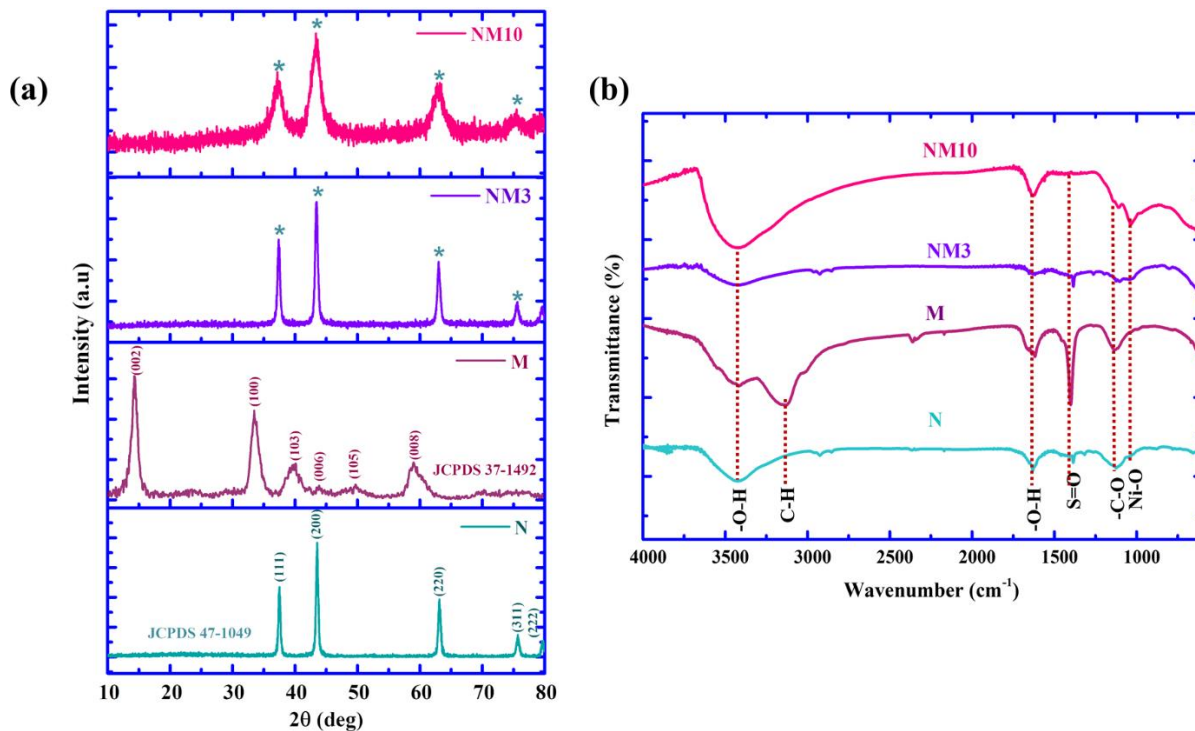 (a)
Intensity (a.u)
NM10
*
*
*
*
NM3
*
*
*
*
M
(002)
(100)
(103)
(006)
(105)
(008)
JCPDS 37-1492
N
(111)
(200)
(220)
(311)
(222)
JCPDS 47-1049
10 20 30 40 50 60 70 80
2θ (deg)
(b)
Transmittance (%)
NM10
NM3
M
N
-O-H
C-H
-O-H
S=O
-C-O
Ni-O
4000 3500 3000 2500 2000 1500 1000
Wavenumber (cm⁻¹)